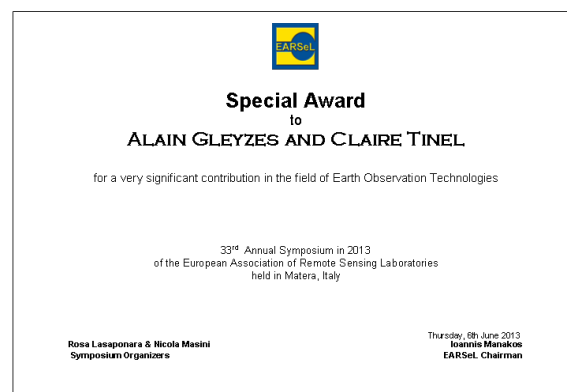 EARSeL
Special Award
to
ALAIN GLEYZES AND CLAIRE TINEL
for a very significant contribution in the field of Earth Observation Technologies
33rd Annual Symposium in 2013
of the European Association of Remote Sensing Laboratories
held in Matera, Italy
Rosa Lasaponara & Nicola Masini
Symposium Organizers
Thursday, 6th June 2013
Ioannis Manakos
EARSeL Chairman